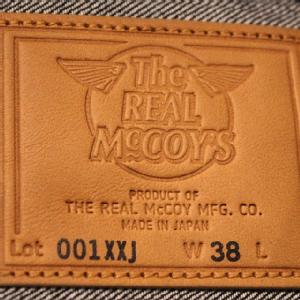 The
REAL
McCOY'S
PRODUCT OF
THE REAL McCOY MFG. CO.
MADE IN JAPAN
Lot 001XXJ W 38 L